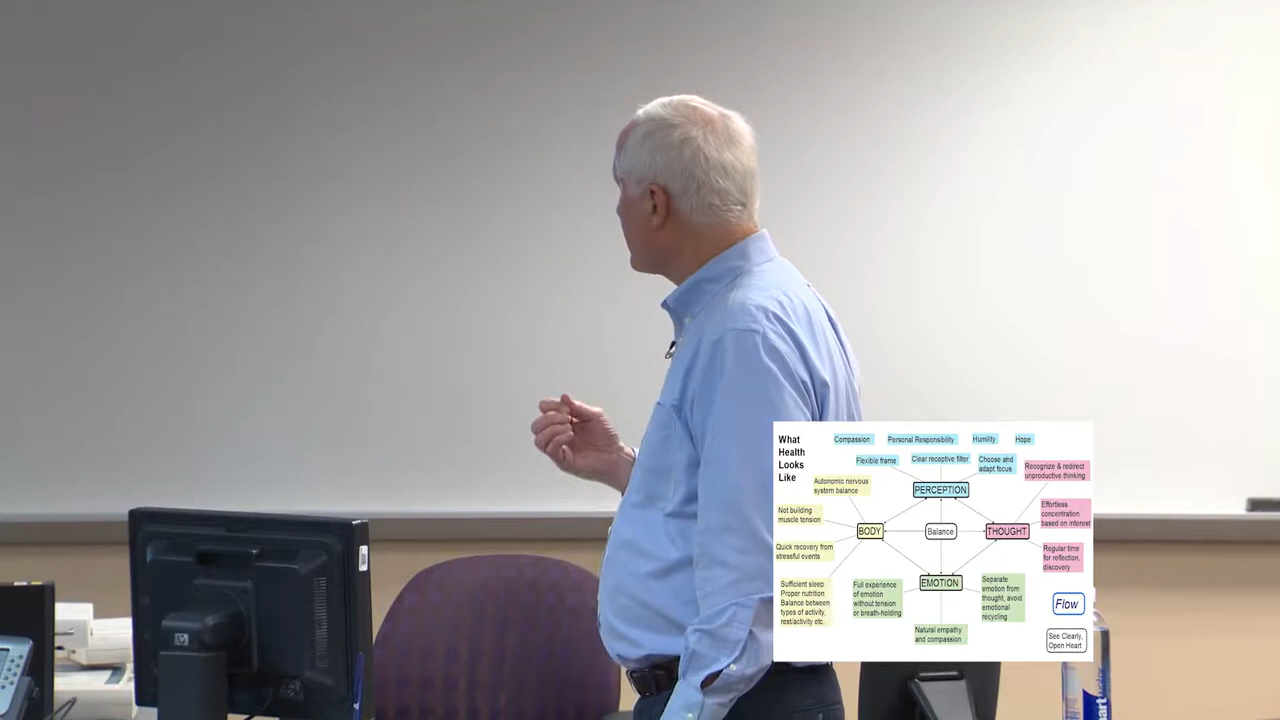 What
Health
Looks
Like
Compassion
Personal Responsibility
Humility
Hope
Flexible frame
Clear receptive filter
Choose and
adapt focus
Recognize & redirect
unproductive thinking
Autonomic nervous
system balance
PERCEPTION
Not building
muscle tension
Effortless
concentration
based on interest
BODY
Balance
THOUGHT
Quick recovery from
stressful events
Regular time
for reflection,
discovery
EMOTION
Sufficient sleep
Proper nutrition
Balance between
types of activity,
rest/activity etc.
Full experience
of emotion
without tension
or breath-holding
Separate
emotion from
thought, avoid
emotional
recycling
Flow
Natural empathy
and compassion
See Clearly,
Open Heart
hp